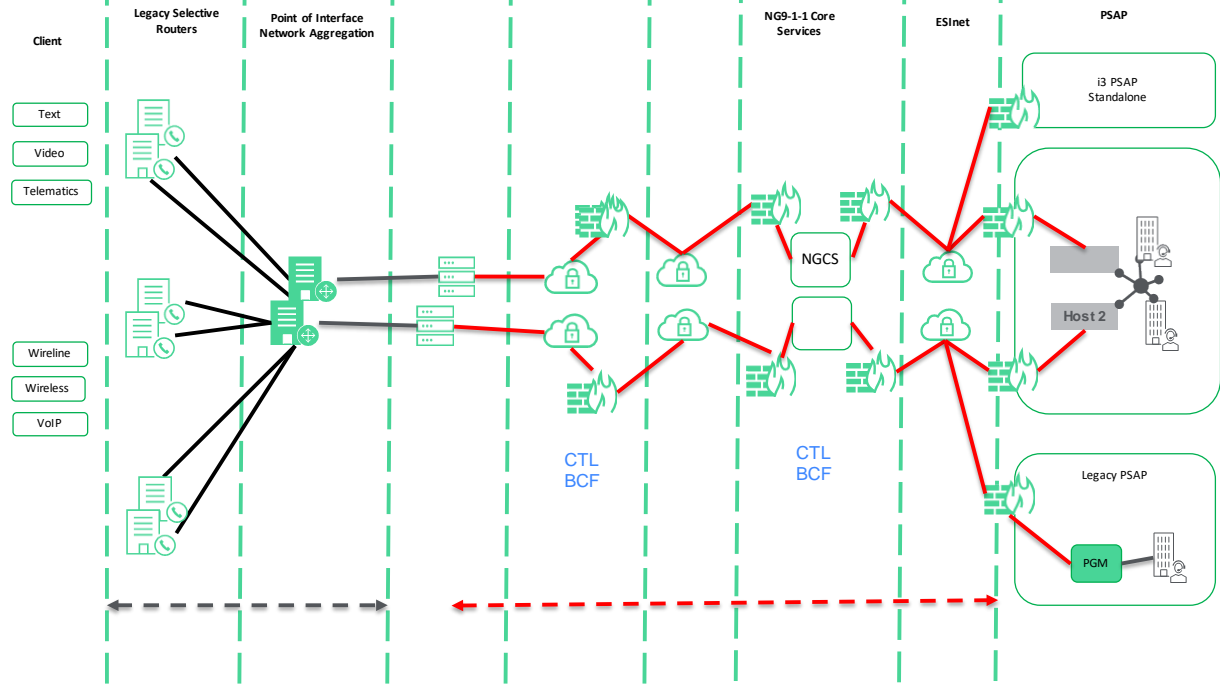 Client
Legacy Selective
Routers
Point of Interface
Network Aggregation
NG9-1-1 Core
Services
ESInet
PSAP
Text
Video
Telematics
Wireline
Wireless
VoIP
CTL
BCF
NGCS
CTL
BCF
i3 PSAP
Standalone
Host 2
Legacy PSAP
PGM